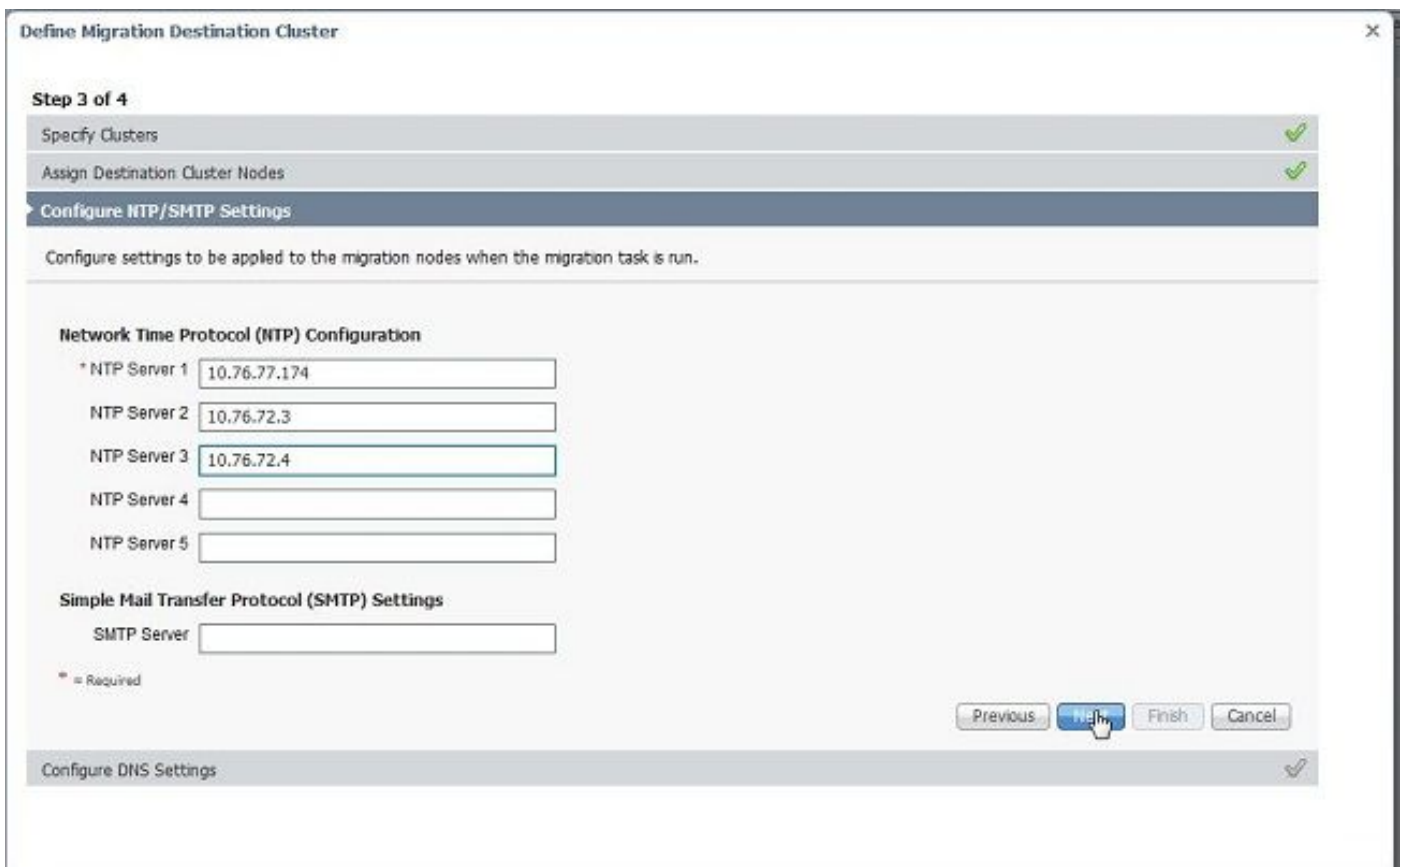 Define Migration Destination Cluster
Step 3 of 4
Specify Clusters
Assign Destination Cluster Nodes
Configure NTP/SMTP Settings
Configure settings to be applied to the migration nodes when the migration task is run.
Network Time Protocol (NTP) Configuration
* NTP Server 1 10.76.77.174
NTP Server 2 10.76.72.3
NTP Server 3 10.76.72.4
NTP Server 4
NTP Server 5
Simple Mail Transfer Protocol (SMTP) Settings
SMTP Server
* = Required
Previous Finish Cancel
Configure DNS Settings